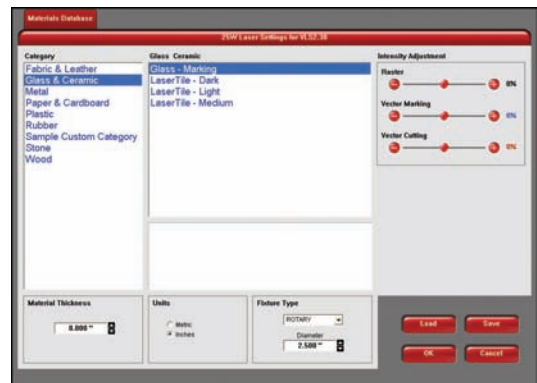 Materials Database
25W Laser Settings for VLS2.30
Category
Fabric & Leather
Glass & Ceramic
Metal
Paper & Cardboard
Plastic
Rubber
Sample Custom Category
Stone
Wood
Glass Ceramic
Glass - Marking
LaserTile - Dark
LaserTile - Light
LaserTile - Medium
Intensity Adjustment
Raster
0%
Vector Marking
0%
Vector Cutting
0%
Material Thickness
0.000 "
Units
Metric
Inches
Fixture Type
ROTARY
Diameter
2.500 "
Load
Save
OK
Cancel